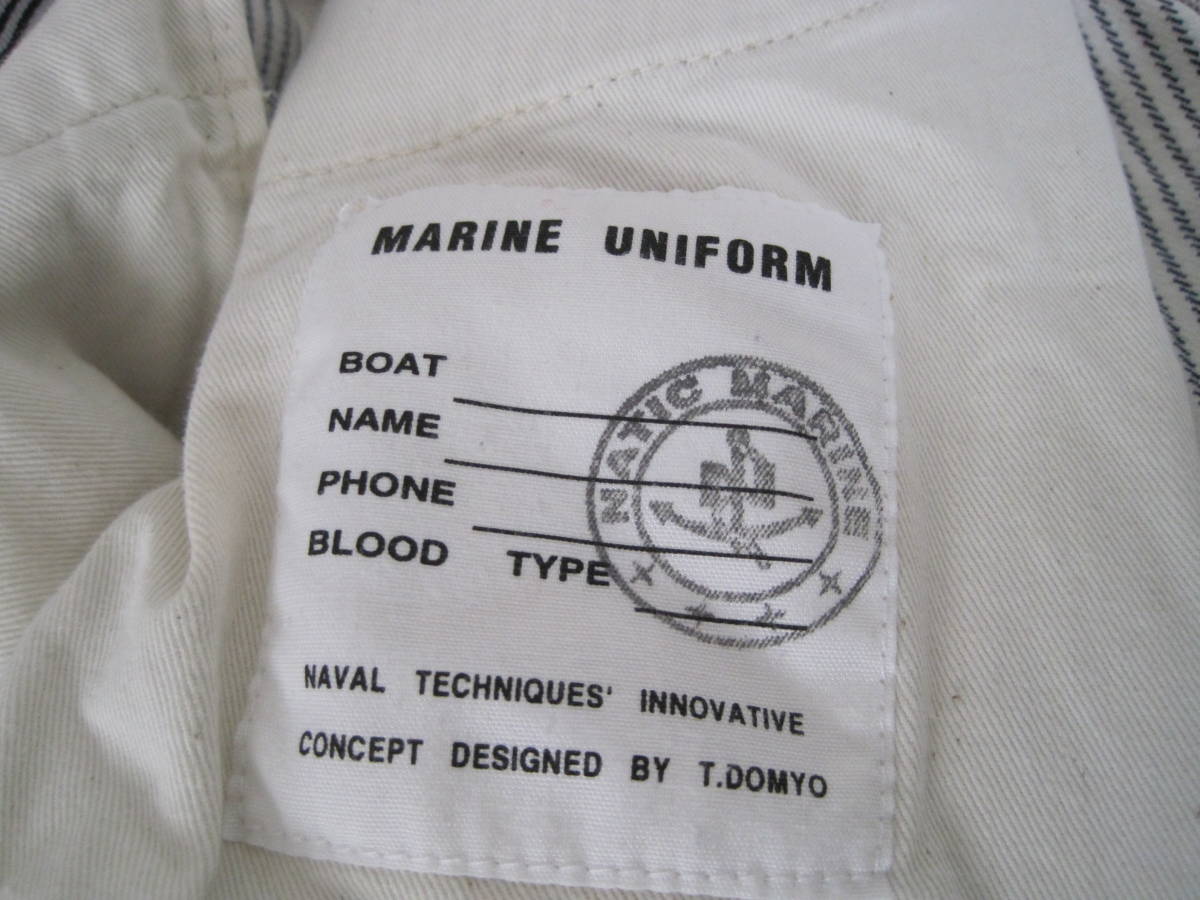 MARINE UNIFORM
BOAT
NAME
PHONE
BLOOD TYPE
NATIC MARINE
NAVAL TECHNIQUES' INNOVATIVE
CONCEPT DESIGNED BY T.DOMYO